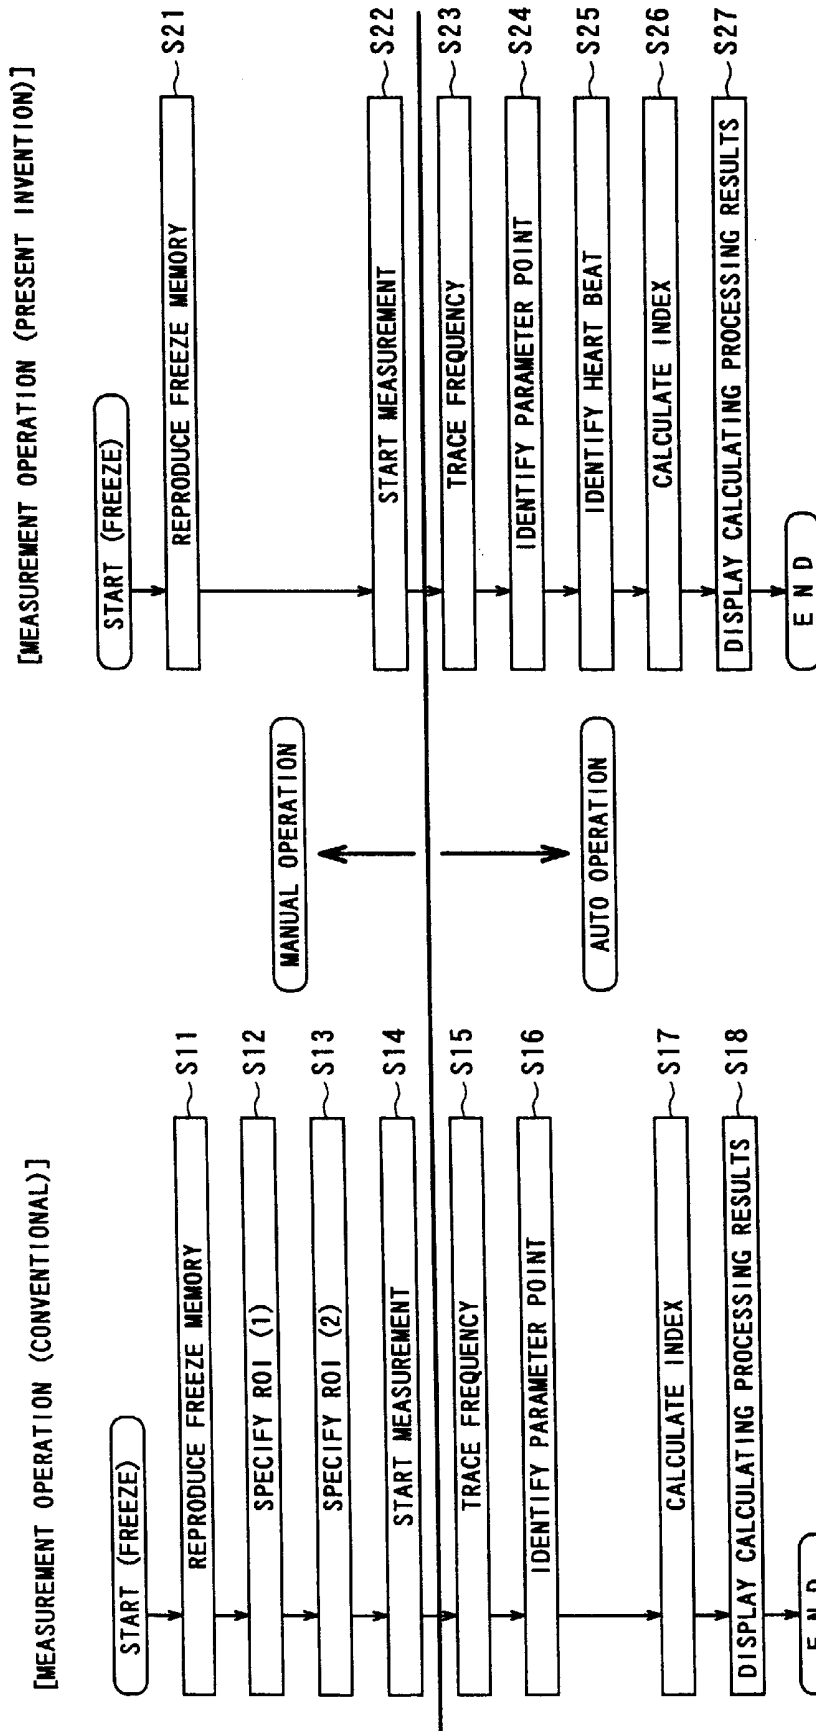 [MEASUREMENT OPERATION (CONVENTIONAL)]
START (FREEZE)
REPRODUCE FREEZE MEMORY
S11
SPECIFY ROI (1)
S12
SPECIFY ROI (2)
S13
START MEASUREMENT
S14
TRACE FREQUENCY
S15
IDENTIFY PARAMETER POINT
S16
CALCULATE INDEX
S17
DISPLAY CALCULATING PROCESSING RESULTS
S18
END
MANUAL OPERATION
AUTO OPERATION
[MEASUREMENT OPERATION (PRESENT INVENTION)]
START (FREEZE)
REPRODUCE FREEZE MEMORY
S21
START MEASUREMENT
S22
TRACE FREQUENCY
S23
IDENTIFY PARAMETER POINT
S24
IDENTIFY HEART BEAT
S25
CALCULATE INDEX
S26
DISPLAY CALCULATING PROCESSING RESULTS
S27
END